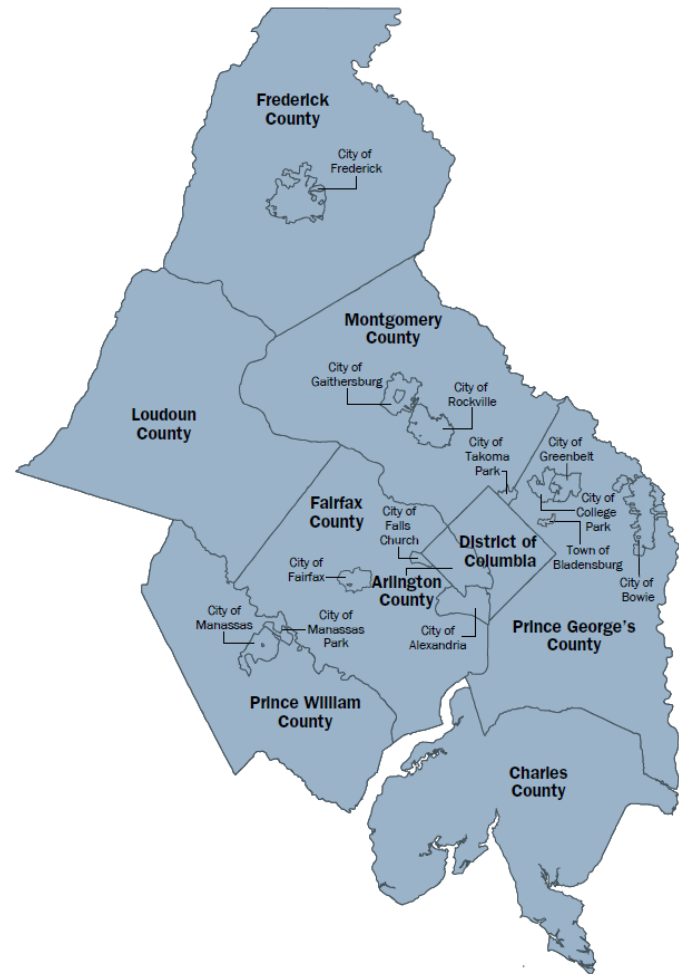 Frederick
County
City of
Frederick
Montgomery
County
City of
Gaithersburg
City of
Rockville
Loudoun
County
City of
Takoma
Park
City of
Greenbelt
City of
College
Park
Fairfax
County
City of
Falls
Church
District of
Columbia
Town of
Bladensburg
City of
Fairfax
Arlington
County
City of
Bowie
City of
Manassas
City of
Manassas
Park
City of
Alexandria
Prince George's
County
Prince William
County
Charles
County